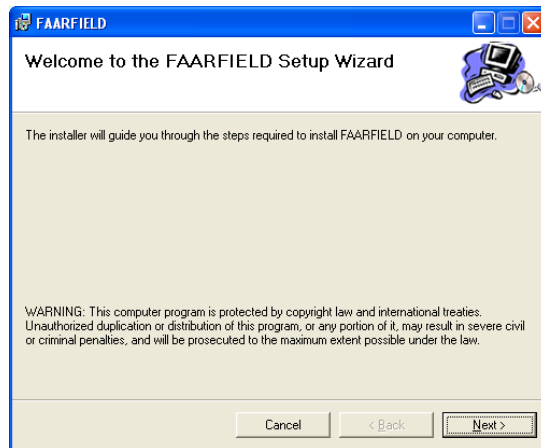 FAARFIELD
Welcome to the FAARFIELD Setup Wizard
The installer will guide you through the steps required to install FAARFIELD on your computer.
WARNING: This computer program is protected by copyright law and international treaties.
Unauthorized duplication or distribution of this program, or any portion of it, may result in severe civil
or criminal penalties, and will be prosecuted to the maximum extent possible under the law.
Cancel < Back Next >